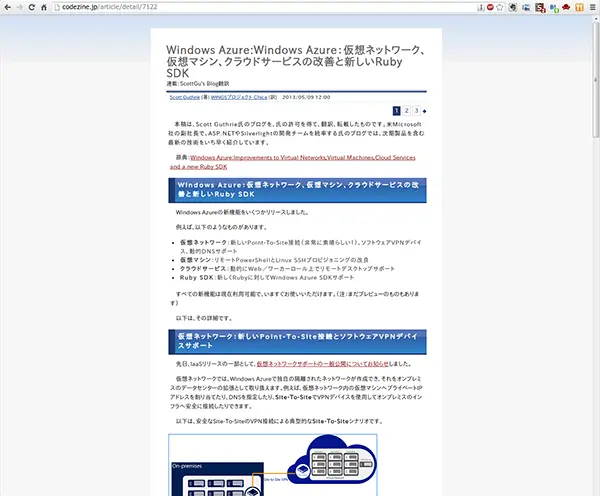 codezine.jp/article/detail/7122
Windows Azure:Windows Azure：仮想ネットワーク、
仮想マシン、クラウドサービスの改善と新しいRuby
SDK
連載：ScottGu's Blog翻訳
Scott Guthrie [著] WINGSプロジェクト Chica [訳] 2013/05/09 12:00
1 2 3
本稿は、Scott Guthrie氏のブログを、氏の許可を得て、翻訳、転載したものです。米Microsoft
社の副社長で、ASP.NETやSilverlightの開発チームを統率する氏のブログでは、次期製品を含む
最新の技術をいち早く紹介しています。
原典：Windows Azure:Improvements to Virtual Networks,Virtual Machines,Cloud Services
and a new Ruby SDK
Windows Azure：仮想ネットワーク、仮想マシン、クラウドサービスの改
善と新しいRuby SDK
Windows Azureの新機能をいくつかリリースしました。
例えば、以下のようなものがあります。
仮想ネットワーク：新しいPoint-To-Site接続（非常に素晴らしい!）、ソフトウェアVPNデバイ
ス、動的DNSサポート
仮想マシン：リモートPowerShellとLinux SSHプロビジョニングの改良
クラウドサービス：動的にWeb／ワーカーロール上でリモートデスクトップサポート
Ruby SDK：新しくRubyに対してWindows Azure SDKサポート
すべての新機能は現在利用可能で、いますぐお使いいただけます。（注：まだプレビューのものもありま
す）
以下は、その詳細です。
仮想ネットワーク：新しいPoint-To-Site接続とソフトウェアVPNデバイ
スサポート
先日、IaaSリリースの一部として、仮想ネットワークサポートの一般公開についてお知らせしました。
仮想ネットワークでは、Windows Azureで独自の隔離されたネットワークが作成でき、それをオンプレミ
スのデータセンターの拡張として取り扱えます。例えば、仮想ネットワーク内の仮想マシンへプライベートIP
アドレスを割り当てたり、DNSを指定したり、Site-To-SiteでVPNデバイスを使用してオンプレミスのイン
フラへ安全に接続したりできます。
以下は、安全なSite-To-SiteのVPN接続による典型的なSite-To-Siteシナリオです。
On-premises
Site-to-Site VPN